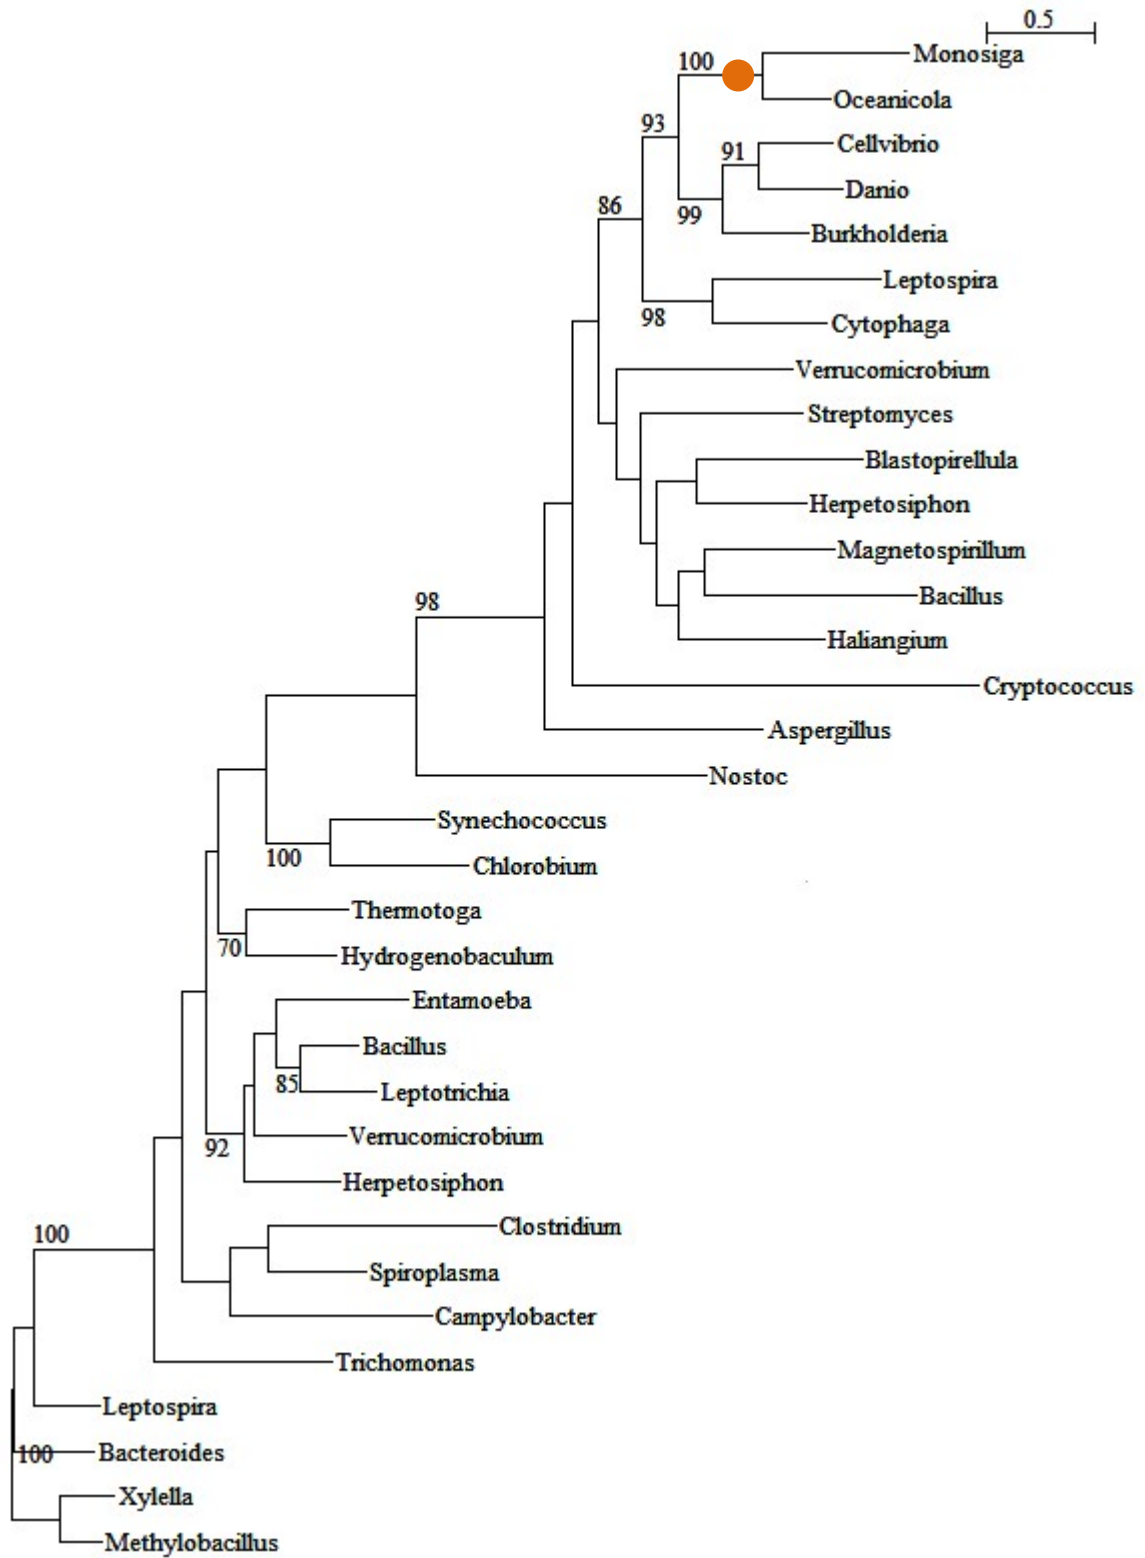 0.5
100
Monosiga
Oceanicola
93
Cellvibrio
91
Danio
86
99
Burkholderia
Leptospira
98
Cytophaga
Verrucomicrobium
Streptomyces
Blastopirellula
Herpetosiphon
Magnetospirillum
Bacillus
98
Haliangium
Cryptococcus
Aspergillus
Nostoc
Synechococcus
100
Chlorobium
Thermotoga
70
Hydrogenobaculum
Entamoeba
Bacillus
85
Leptotrichia
Verrucomicrobium
92
Herpetosiphon
Clostridium
100
Spiroplasma
Campylobacter
Trichomonas
Leptospira
100
Bacteroides
Xylella
Methylobacillus